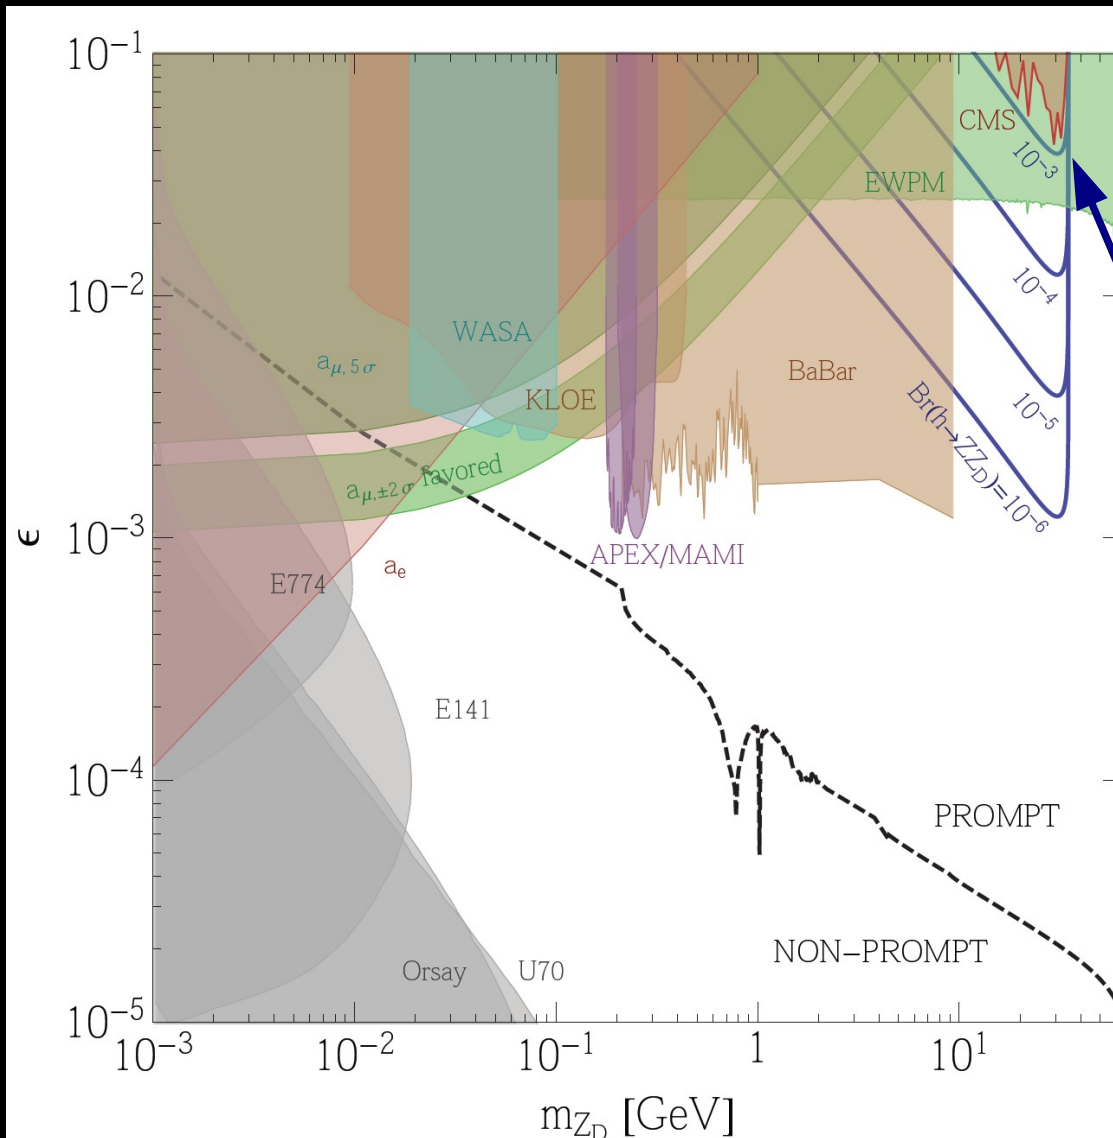 10⁻¹
CMS
10⁻³
EWPM
10⁻²
10⁻⁴
WASA
a_μ,5σ
BaBar
KLOE
10⁻⁵
Br(h→ZZ_D)=10⁻⁶
a_μ,±2σ favored
10⁻³
ϵ
APEX/MAMI
a_e
E774
E141
10⁻⁴
PROMPT
NON-PROMPT
Orsay
U70
10⁻⁵
10⁻³ 10⁻² 10⁻¹ 1 10¹
m_Z_D [GeV]